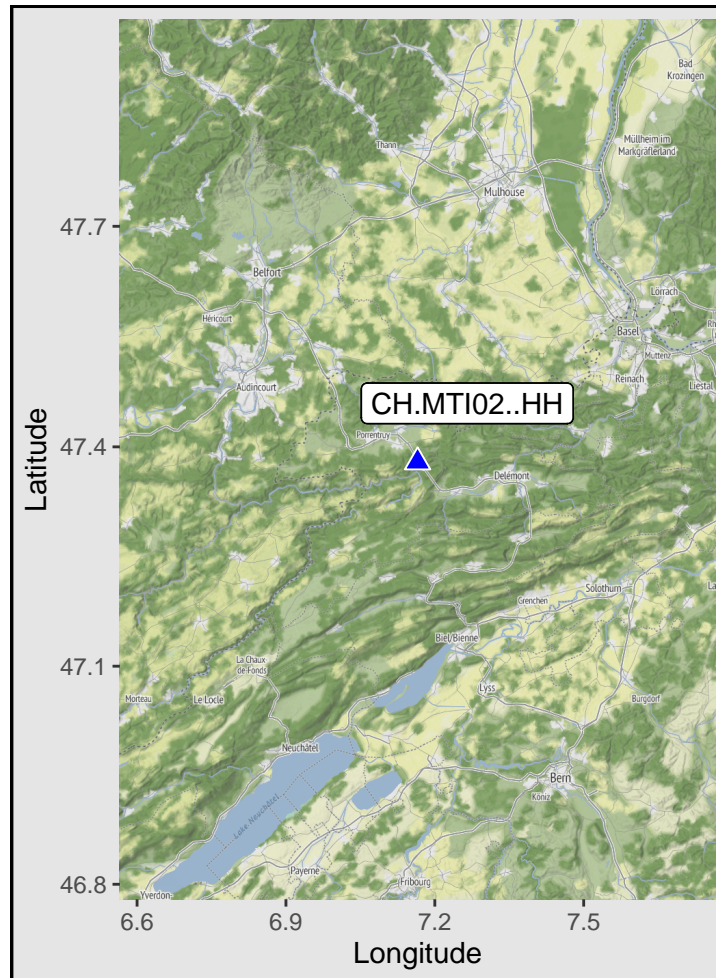 Bad
Krozingen
Müllheim im
Markgräflerland
Thann
Mulhouse
47.7
Belfort
Lörrach
Héricourt
Basel
Rh
Muttenz
Audincourt
Reinach
Liestal
CH.MTI02..HH
Porrentruy
47.4
Delémont
Latitude
Solothurn
La
Grenchen
Biel/Bienne
47.1
La Chaux-
de-Fonds
Morteau
Le Locle
Lyss
Burgdorf
Neuchâtel
Bern
Köniz
Lake Neuchâtel
Payerne
Fribourg
46.8
Yverdon-
6.6
6.9
7.2
7.5
Longitude